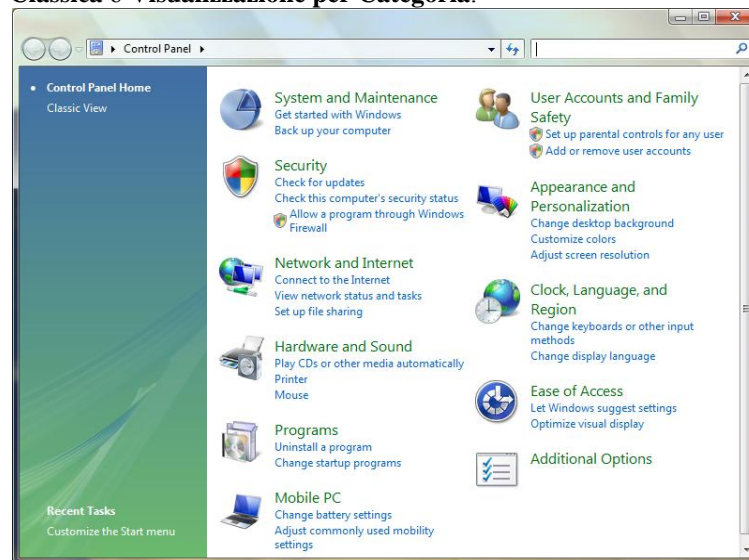 Classica o Visualizzazione per Categoria.
Control Panel
Control Panel Home
Classic View
System and Maintenance
Get started with Windows
Back up your computer
Security
Check for updates
Check this computer's security status
Allow a program through Windows
Firewall
Network and Internet
Connect to the Internet
View network status and tasks
Set up file sharing
Hardware and Sound
Play CDs or other media automatically
Printer
Mouse
Programs
Uninstall a program
Change startup programs
Mobile PC
Change battery settings
Adjust commonly used mobility
settings
User Accounts and Family
Safety
Set up parental controls for any user
Add or remove user accounts
Appearance and
Personalization
Change desktop background
Customize colors
Adjust screen resolution
Clock, Language, and
Region
Change keyboards or other input
methods
Change display language
Ease of Access
Let Windows suggest settings
Optimize visual display
Additional Options
Recent Tasks
Customize the Start menu